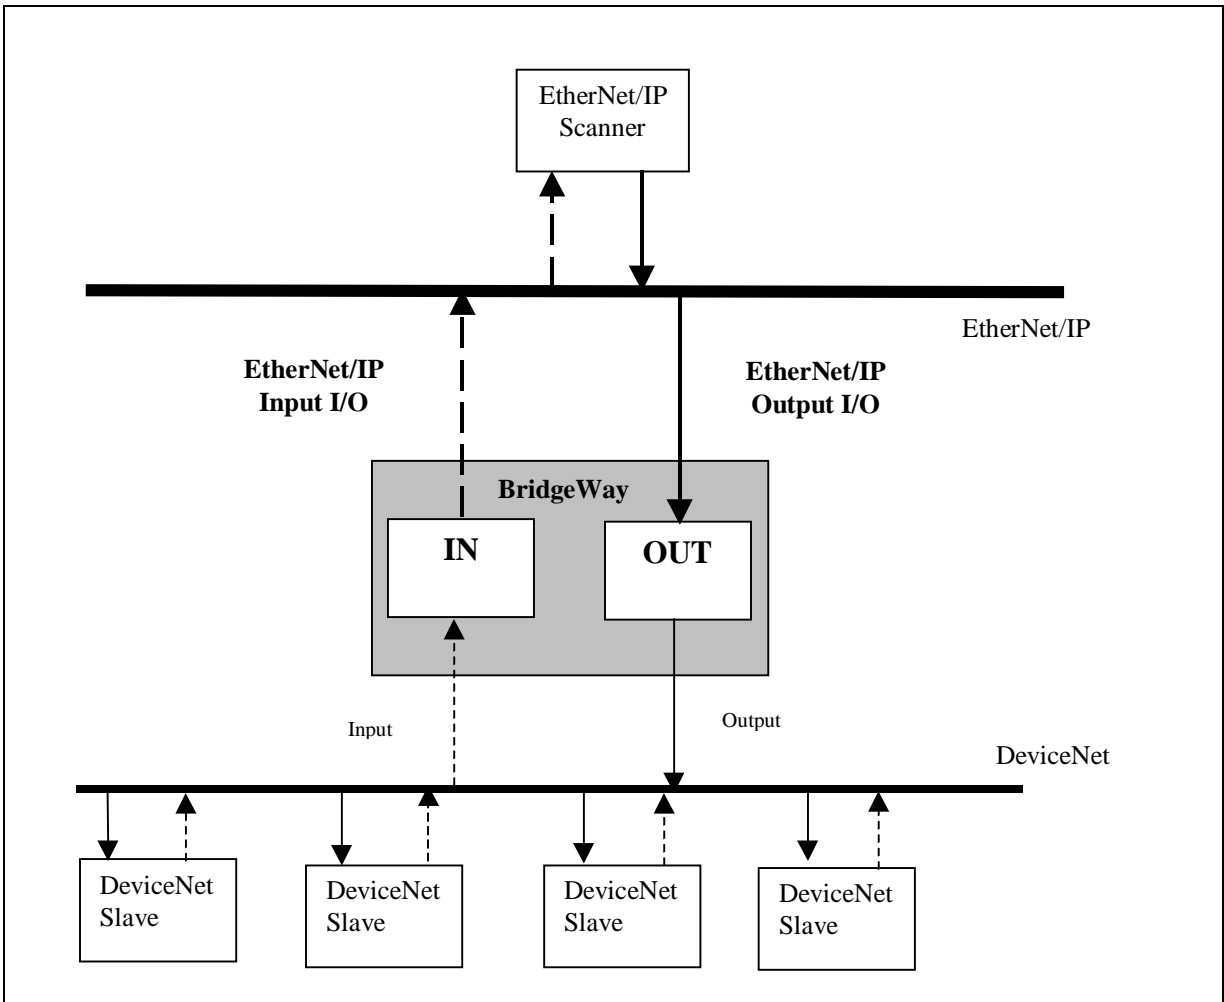 EtherNet/IP
Scanner
EtherNet/IP
EtherNet/IP
Input I/O
EtherNet/IP
Output I/O
BridgeWay
IN
OUT
Input
Output
DeviceNet
DeviceNet
Slave
DeviceNet
Slave
DeviceNet
Slave
DeviceNet
Slave